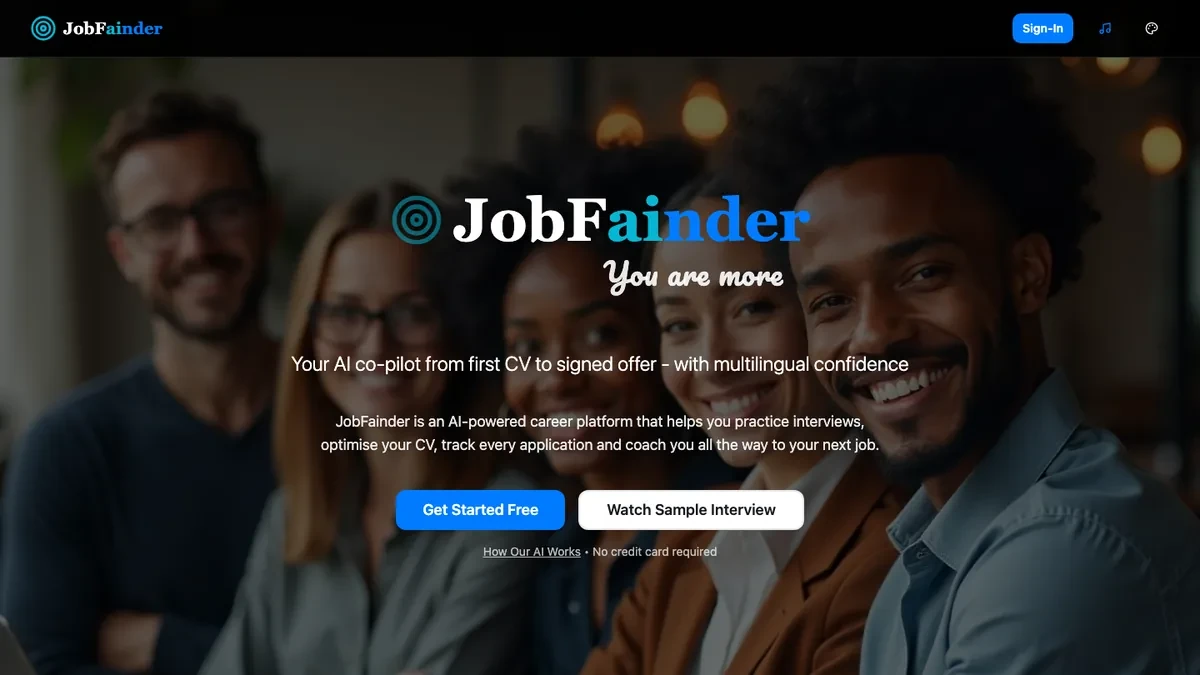 JobFainder
Sign-In
JobFainder
You are more
Your AI co-pilot from first CV to signed offer - with multilingual confidence
JobFainder is an AI-powered career platform that helps you practice interviews,
optimise your CV, track every application and coach you all the way to your next job.
Get Started Free
Watch Sample Interview
How Our AI Works • No credit card required